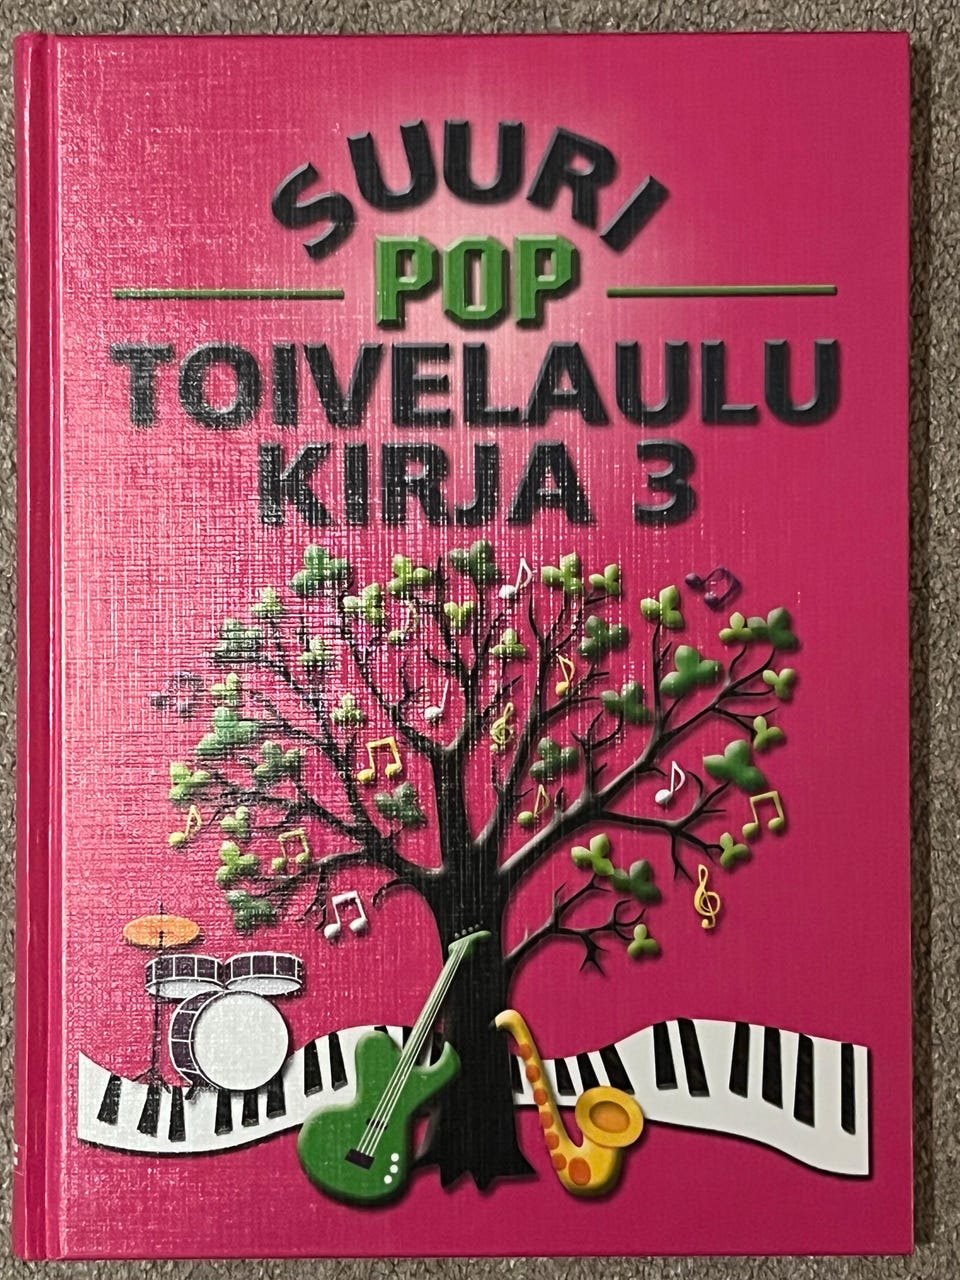 SUURI
POP
TOIVELAULU
KIRJA 3